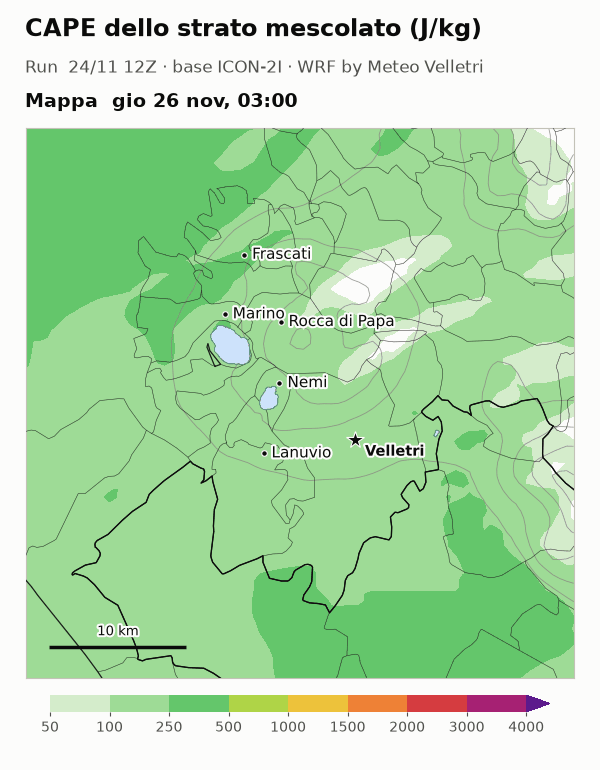 CAPE dello strato mescolato (J/kg)
Run  24/11 12Z · base ICON-2I · WRF by Meteo Velletri
Mappa  gio 26 nov, 03:00
Frascati
Marino
Rocca di Papa
Nemi
Velletri
Lanuvio
10 km
50 100 250 500 1000 1500 2000 3000 4000